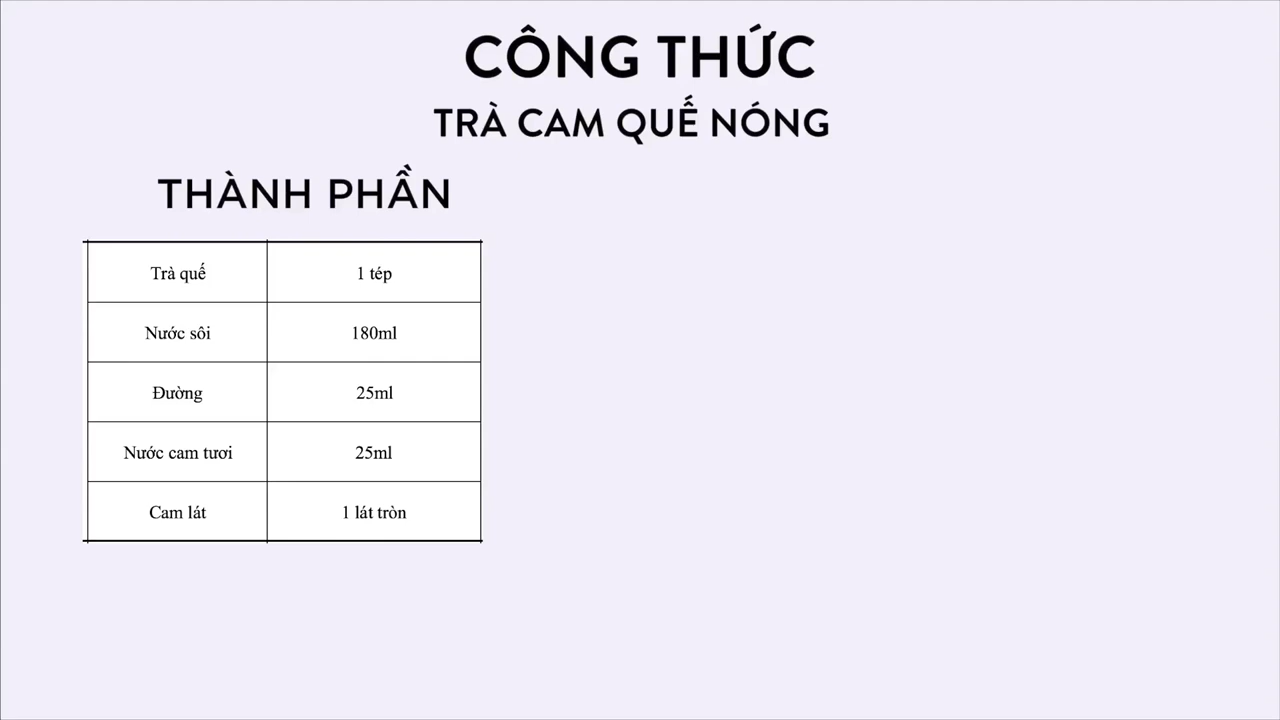 CÔNG THỨC
TRÀ CAM QUẾ NÓNG
THÀNH PHẦN
Trà quế 1 tép
Nước sôi 180ml
Đường 25ml
Nước cam tươi 25ml
Cam lát 1 lát tròn